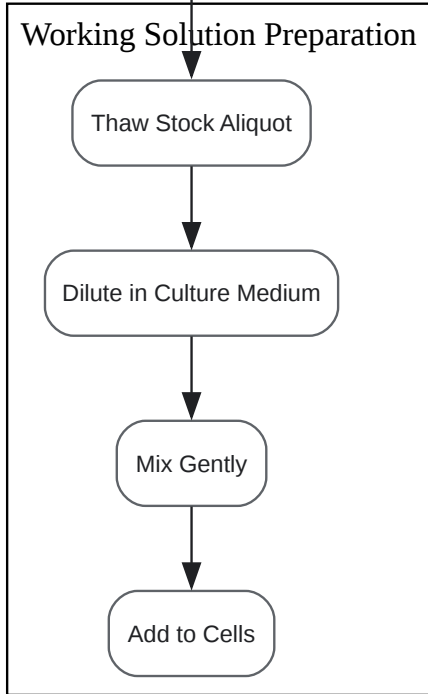 Working Solution Preparation
Thaw Stock Aliquot
Dilute in Culture Medium
Mix Gently
Add to Cells